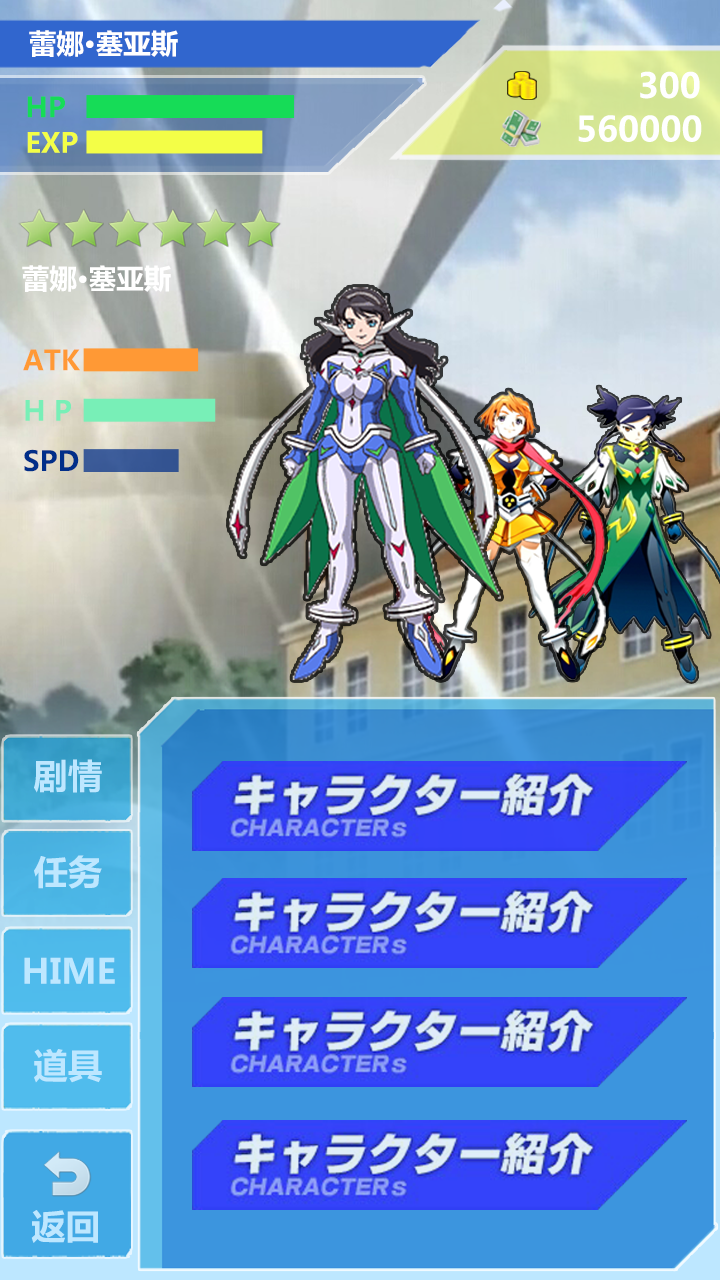 蕾娜·塞亚斯
HP
EXP
300
560000
蕾娜·塞亚斯
ATK
HP
SPD
剧情
任务
HIME
道具
返回
キャラクター紹介
CHARACTERs
キャラクター紹介
CHARACTERs
キャラクター紹介
CHARACTERs
キャラクター紹介
CHARACTERs